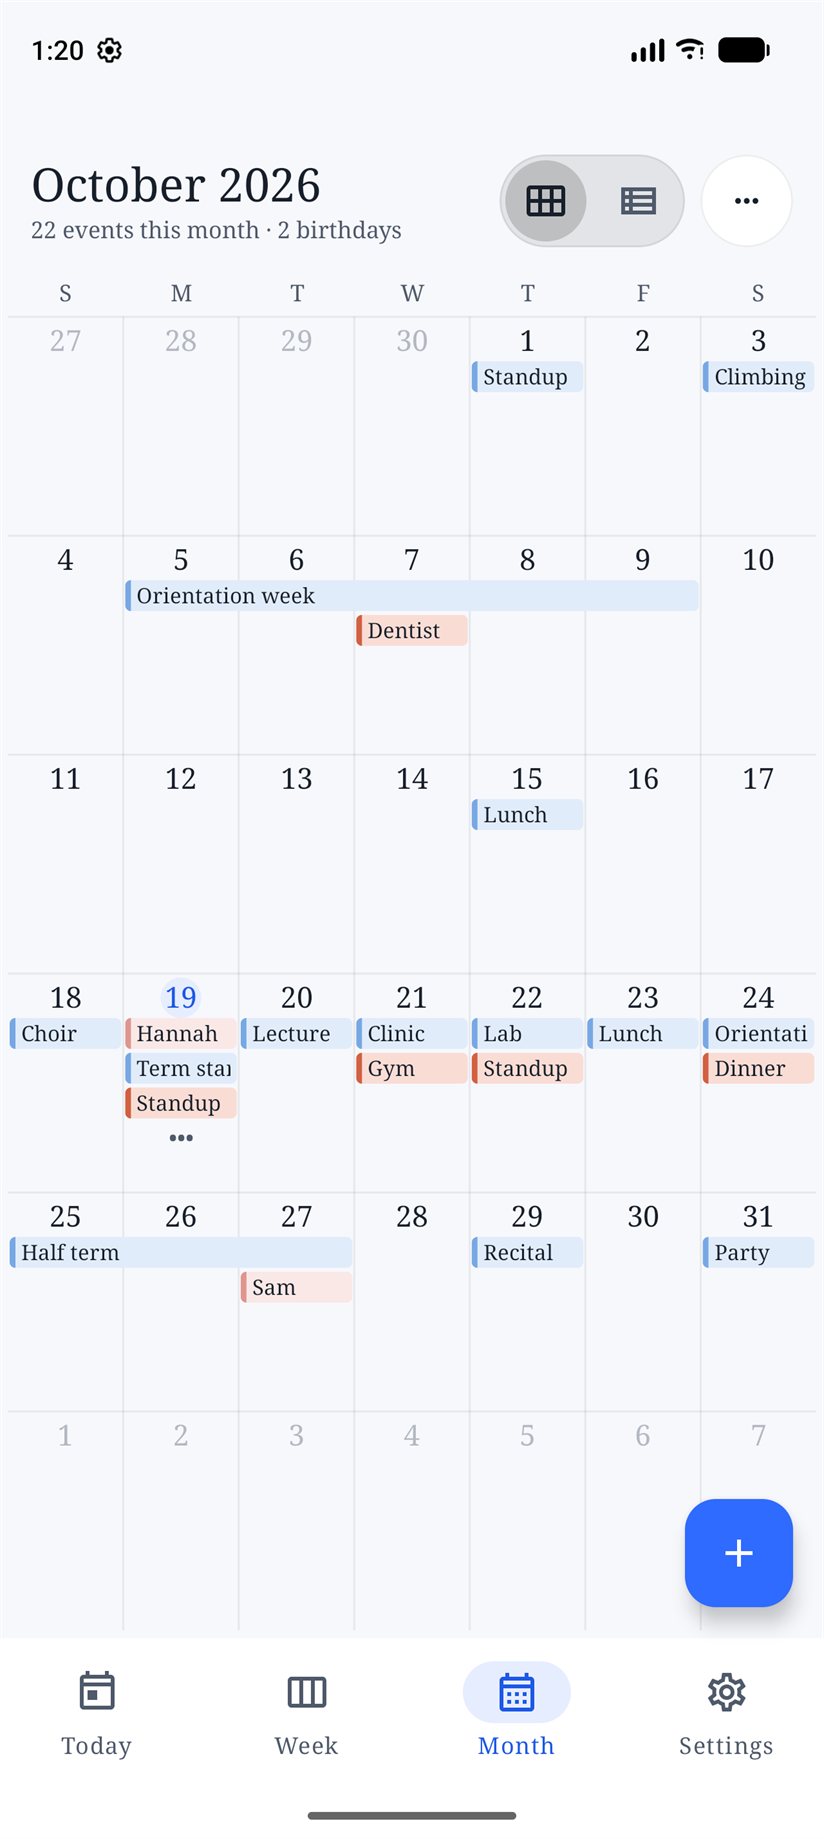 1:20
October 2026
22 events this month · 2 birthdays
S M T W T F S
27 28 29 30 1 2 3
Standup Climbing
4 5 6 7 8 9 10
Orientation week
Dentist
11 12 13 14 15 16 17
Lunch
18 19 20 21 22 23 24
Choir Hannah Lecture Clinic Lab Lunch Orientati
Term star Gym Standup Dinner
Standup
25 26 27 28 29 30 31
Half term Recital Party
Sam
1 2 3 4 5 6 7
Today Week Month Settings